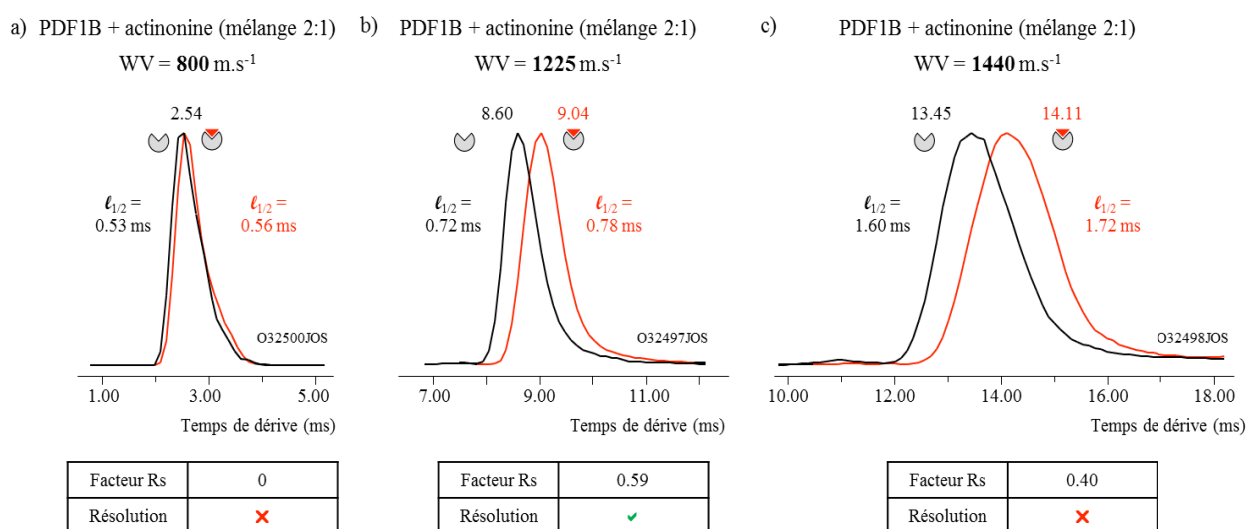 a) PDF1B + actinonine (mélange 2:1)
WV = 800 m.s⁻¹
2.54
ℓ1/2 =
0.53 ms
ℓ1/2 =
0.56 ms
O32500JOS
1.00 3.00 5.00
Temps de dérive (ms)
Facteur Rs 0
Résolution ✗
b) PDF1B + actinonine (mélange 2:1)
WV = 1225 m.s⁻¹
8.60 9.04
ℓ1/2 =
0.72 ms
ℓ1/2 =
0.78 ms
O32497JOS
7.00 9.00 11.00
Temps de dérive (ms)
Facteur Rs 0.59
Résolution ✓
c) PDF1B + actinonine (mélange 2:1)
WV = 1440 m.s⁻¹
13.45 14.11
ℓ1/2 =
1.60 ms
ℓ1/2 =
1.72 ms
O32498JOS
10.00 12.00 14.00 16.00 18.00
Temps de dérive (ms)
Facteur Rs 0.40
Résolution ✗